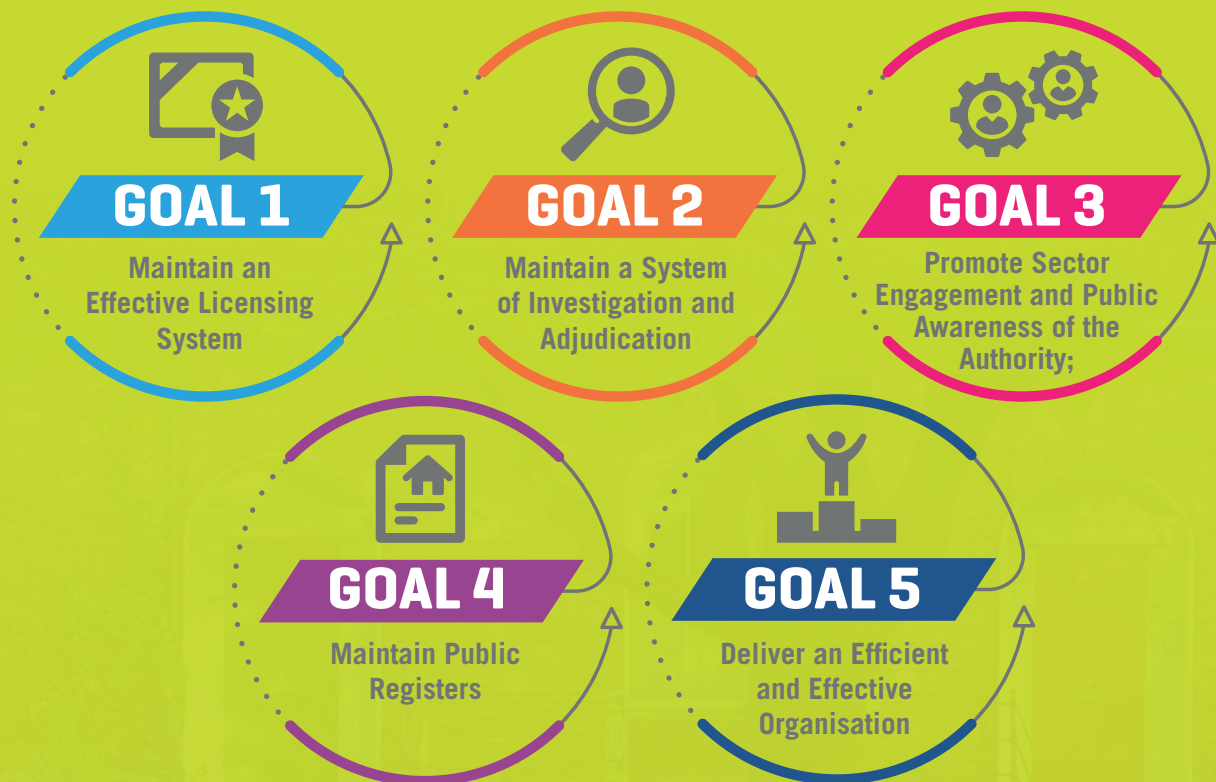 GOAL 1
Maintain an
Effective Licensing
System
GOAL 2
Maintain a System
of Investigation and
Adjudication
GOAL 3
Promote Sector
Engagement and Public
Awareness of the
Authority;
GOAL 4
Maintain Public
Registers
GOAL 5
Deliver an Efficient
and Effective
Organisation